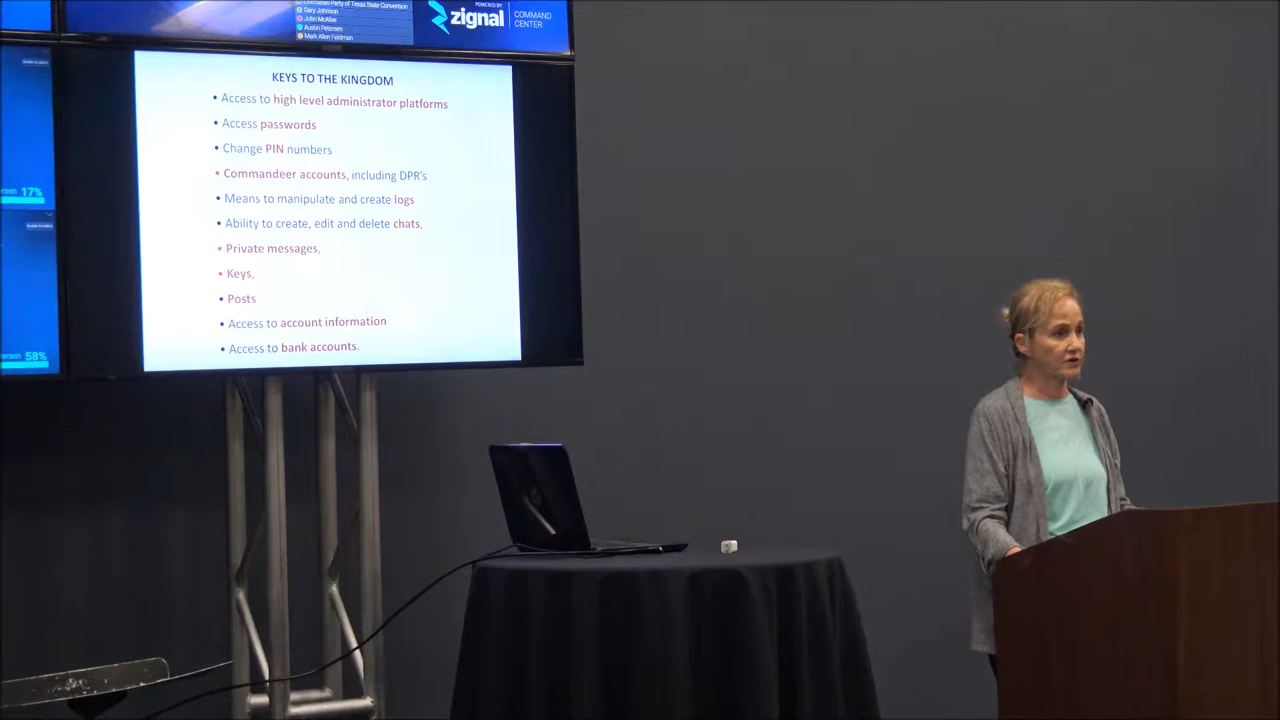 Libertarian Party of Texas State Convention
Gary Johnson
John McAfee
Austin Petersen
Mark Allen Feldman
POWERED BY
zignal
COMMAND
CENTER
17%
58%
KEYS TO THE KINGDOM
• Access to high level administrator platforms
• Access passwords
• Change PIN numbers
• Commandeer accounts, including DPR's
• Means to manipulate and create logs
• Ability to create, edit and delete chats,
• Private messages,
• Keys,
• Posts
• Access to account information
• Access to bank accounts.